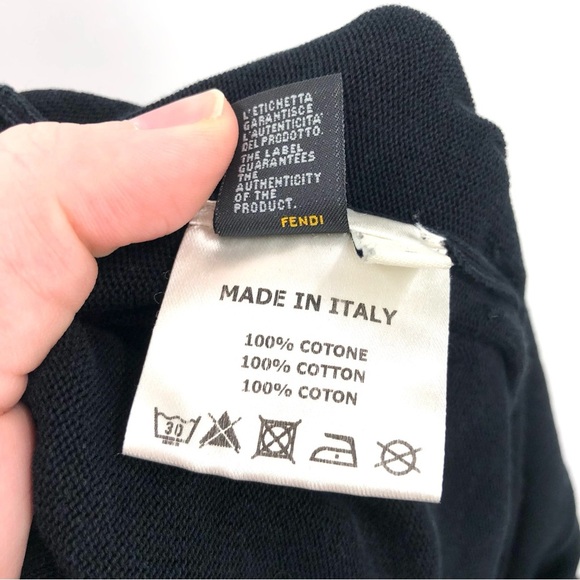 L'ETICHETTA
GARANTISCE
L'AUTENTICITA'
DEL PRODOTTO.
THE LABEL
GUARANTEES
THE
AUTHENTICITY
OF THE
PRODUCT.
FENDI
MADE IN ITALY
100% COTONE
100% COTTON
100% COTON
30